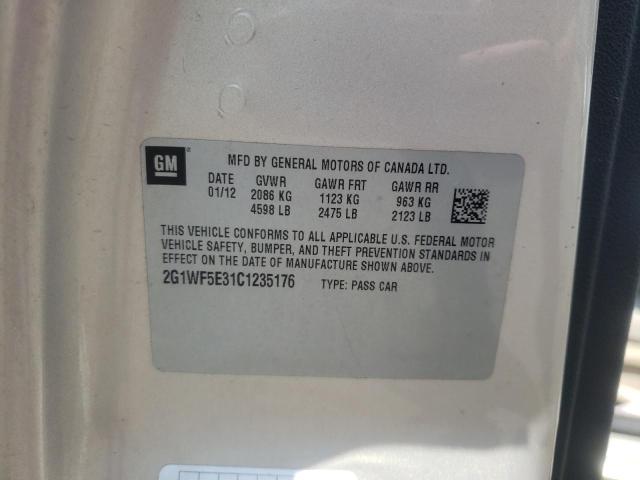 GM
MFD BY GENERAL MOTORS OF CANADA LTD.
DATE GVWR GAWR FRT GAWR RR
01/12 2086 KG 1123 KG 963 KG
4598 LB 2475 LB 2123 LB
THIS VEHICLE CONFORMS TO ALL APPLICABLE U.S. FEDERAL MOTOR
VEHICLE SAFETY, BUMPER, AND THEFT PREVENTION STANDARDS IN
EFFECT ON THE DATE OF MANUFACTURE SHOWN ABOVE.
2G1WF5E31C1235176 TYPE: PASS CAR